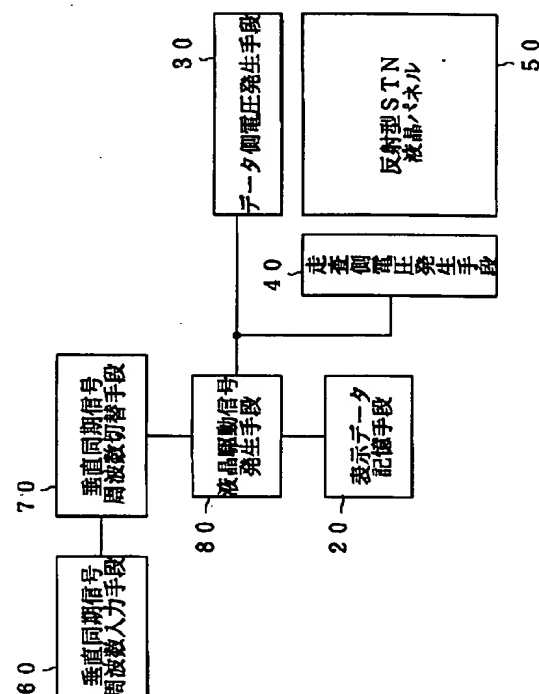 60
垂直同期信号
周波数入力手段
70
垂直同期信号
周波数切替手段
80
液晶駆動信号
発生手段
20
表示データ
記憶手段
30
データ側電圧発生手段
40
走査側電圧発生手段
50
反射型STN
液晶パネル